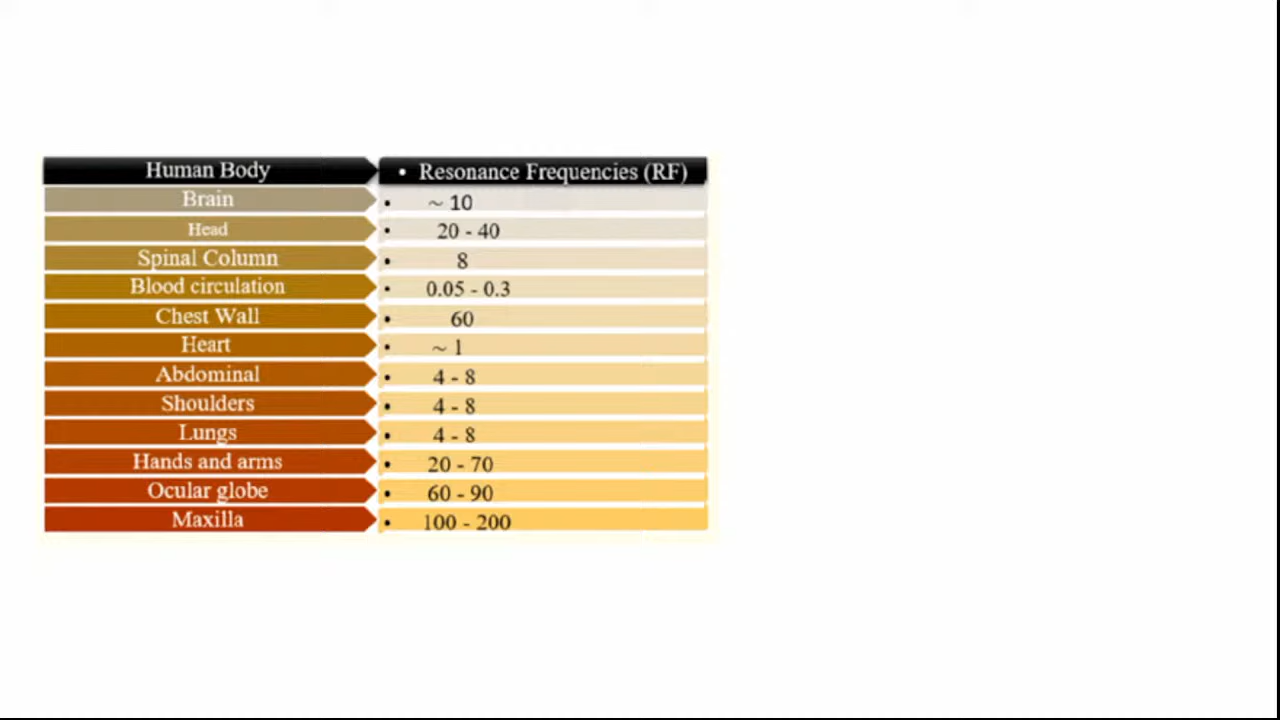 Human Body • Resonance Frequencies (RF)
Brain • ~ 10
Head • 20 - 40
Spinal Column • 8
Blood circulation • 0.05 - 0.3
Chest Wall • 60
Heart • ~ 1
Abdominal • 4 - 8
Shoulders • 4 - 8
Lungs • 4 - 8
Hands and arms • 20 - 70
Ocular globe • 60 - 90
Maxilla • 100 - 200